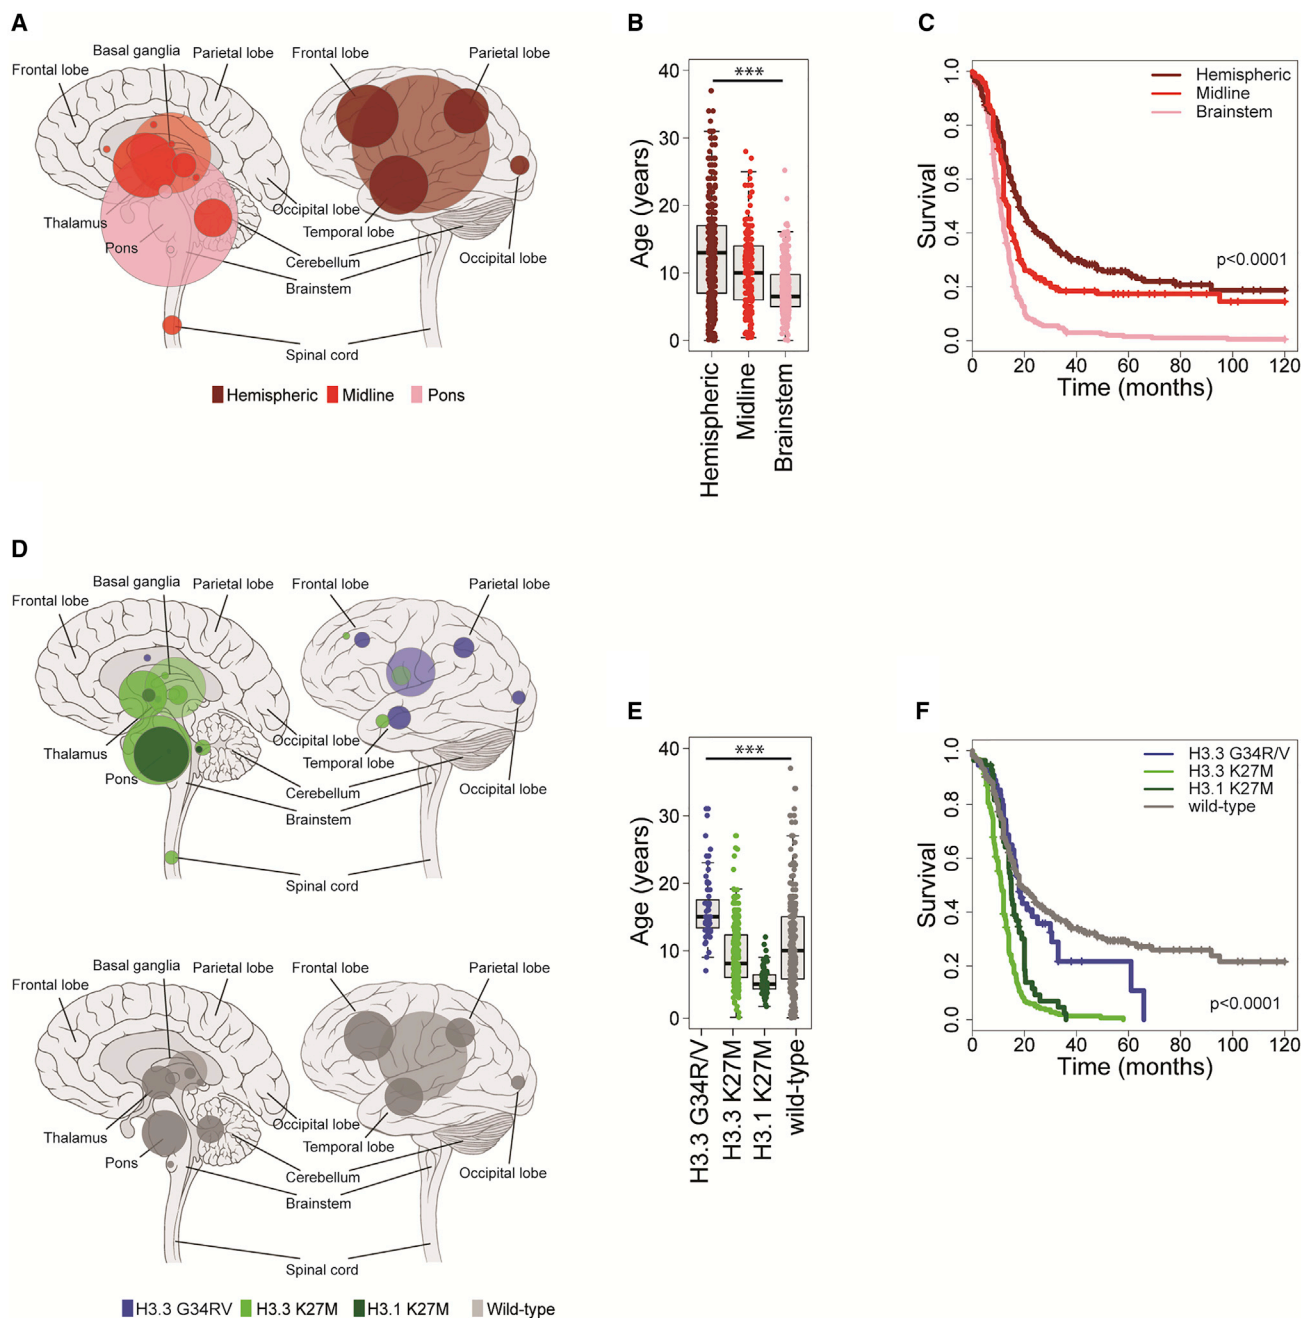 A
Basal ganglia
Parietal lobe
Frontal lobe
Frontal lobe
Parietal lobe
Thalamus
Pons
Occipital lobe
Temporal lobe
Cerebellum
Brainstem
Occipital lobe
Spinal cord
Hemispheric
Midline
Pons
B
***
Age (years)
40
30
20
10
0
Hemispheric
Midline
Brainstem
C
Hemispheric
Midline
Brainstem
Survival
1.0
0.8
0.6
0.4
0.2
0.0
p<0.0001
0 20 40 60 80 100 120
Time (months)
D
Basal ganglia
Parietal lobe
Frontal lobe
Frontal lobe
Parietal lobe
Thalamus
Pons
Occipital lobe
Temporal lobe
Cerebellum
Brainstem
Occipital lobe
Spinal cord
Basal ganglia
Parietal lobe
Frontal lobe
Frontal lobe
Parietal lobe
Thalamus
Pons
Occipital lobe
Temporal lobe
Cerebellum
Brainstem
Occipital lobe
Spinal cord
H3.3 G34RV
H3.3 K27M
H3.1 K27M
Wild-type
E
***
Age (years)
40
30
20
10
0
H3.3 G34R/V
H3.3 K27M
H3.1 K27M
wild-type
F
H3.3 G34R/V
H3.3 K27M
H3.1 K27M
wild-type
Survival
1.0
0.8
0.6
0.4
0.2
0.0
p<0.0001
0 20 40 60 80 100 120
Time (months)